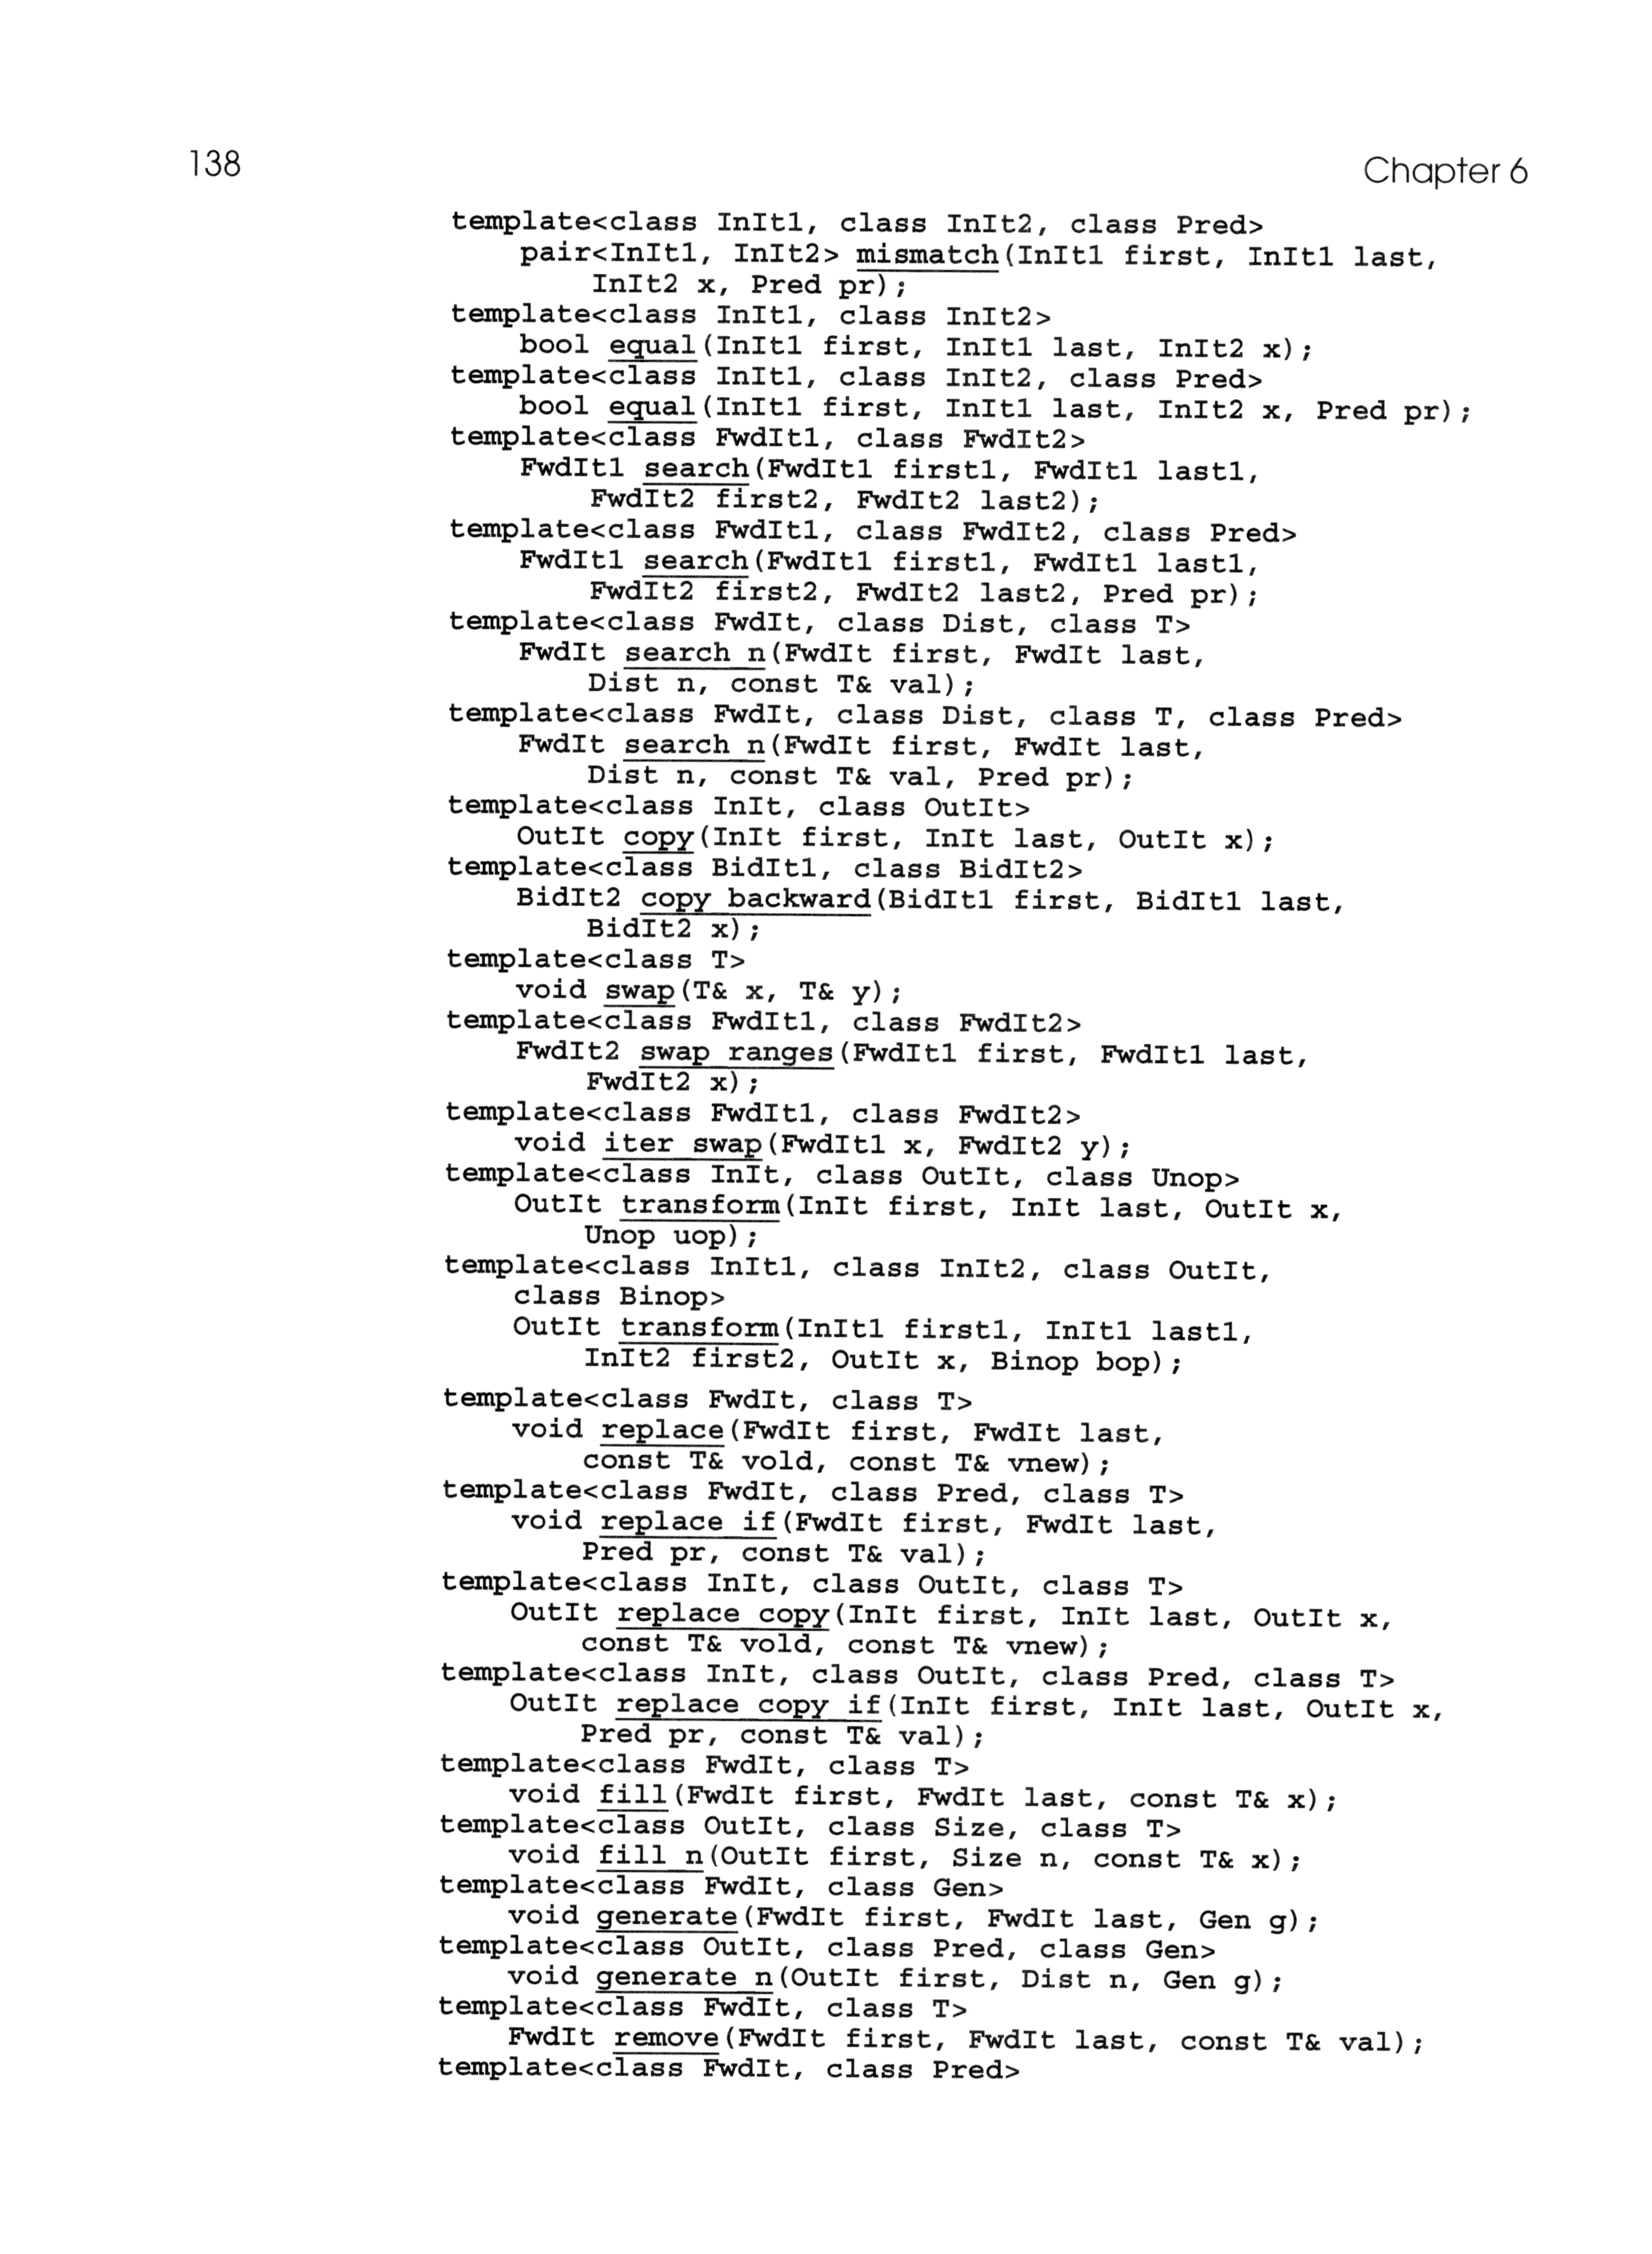 138
Chapter 6
template<class InIt1, class InIt2, class Pred>
pair<InIt1, InIt2> mismatch(InIt1 first, InIt1 last,
InIt2 x, Pred pr);
template<class InIt1, class InIt2>
bool equal(InIt1 first, InIt1 last, InIt2 x);
template<class InIt1, class InIt2, class Pred>
bool equal(InIt1 first, InIt1 last, InIt2 x, Pred pr);
template<class FwdIt1, class FwdIt2>
FwdIt1 search(FwdIt1 first1, FwdIt1 last1,
FwdIt2 first2, FwdIt2 last2);
template<class FwdIt1, class FwdIt2, class Pred>
FwdIt1 search(FwdIt1 first1, FwdIt1 last1,
FwdIt2 first2, FwdIt2 last2, Pred pr);
template<class FwdIt, class Dist, class T>
FwdIt search_n(FwdIt first, FwdIt last,
Dist n, const T& val);
template<class FwdIt, class Dist, class T, class Pred>
FwdIt search_n(FwdIt first, FwdIt last,
Dist n, const T& val, Pred pr);
template<class InIt, class OutIt>
OutIt copy(InIt first, InIt last, OutIt x);
template<class BidIt1, class BidIt2>
BidIt2 copy_backward(BidIt1 first, BidIt1 last,
BidIt2 x);
template<class T>
void swap(T& x, T& y);
template<class FwdIt1, class FwdIt2>
FwdIt2 swap_ranges(FwdIt1 first, FwdIt1 last,
FwdIt2 x);
template<class FwdIt1, class FwdIt2>
void iter_swap(FwdIt1 x, FwdIt2 y);
template<class InIt, class OutIt, class Unop>
OutIt transform(InIt first, InIt last, OutIt x,
Unop uop);
template<class InIt1, class InIt2, class OutIt,
class Binop>
OutIt transform(InIt1 first1, InIt1 last1,
InIt2 first2, OutIt x, Binop bop);
template<class FwdIt, class T>
void replace(FwdIt first, FwdIt last,
const T& vold, const T& vnew);
template<class FwdIt, class Pred, class T>
void replace_if(FwdIt first, FwdIt last,
Pred pr, const T& val);
template<class InIt, class OutIt, class T>
OutIt replace_copy(InIt first, InIt last, OutIt x,
const T& vold, const T& vnew);
template<class InIt, class OutIt, class Pred, class T>
OutIt replace_copy_if(InIt first, InIt last, OutIt x,
Pred pr, const T& val);
template<class FwdIt, class T>
void fill(FwdIt first, FwdIt last, const T& x);
template<class OutIt, class Size, class T>
void fill_n(OutIt first, Size n, const T& x);
template<class FwdIt, class Gen>
void generate(FwdIt first, FwdIt last, Gen g);
template<class OutIt, class Pred, class Gen>
void generate_n(OutIt first, Dist n, Gen g);
template<class FwdIt, class T>
FwdIt remove(FwdIt first, FwdIt last, const T& val);
template<class FwdIt, class Pred>